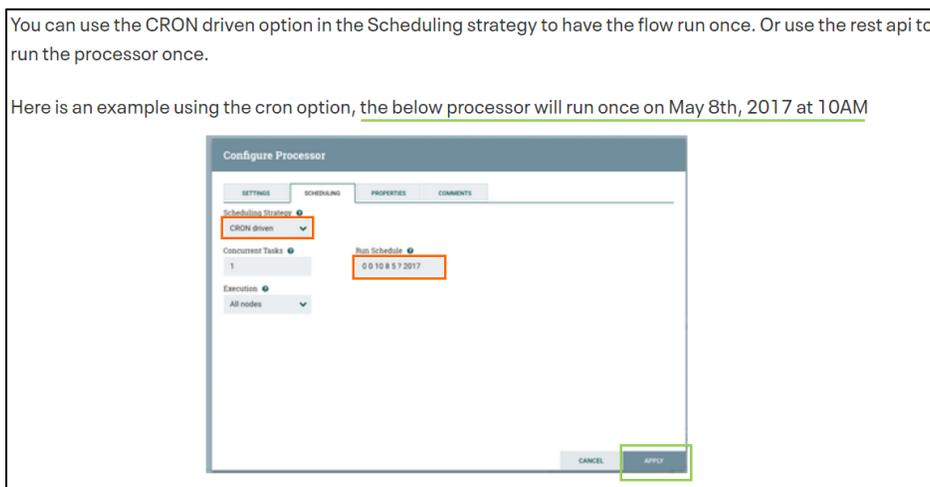 You can use the CRON driven option in the Scheduling strategy to have the flow run once. Or use the rest api to
run the processor once.
Here is an example using the cron option, the below processor will run once on May 8th, 2017 at 10AM
Configure Processor
SETTINGS SCHEDULING PROPERTIES COMMENTS
Scheduling Strategy
CRON driven
Concurrent Tasks Run Schedule
1 0 0 10 8 5 ? 2017
Execution
All nodes
CANCEL APPLY